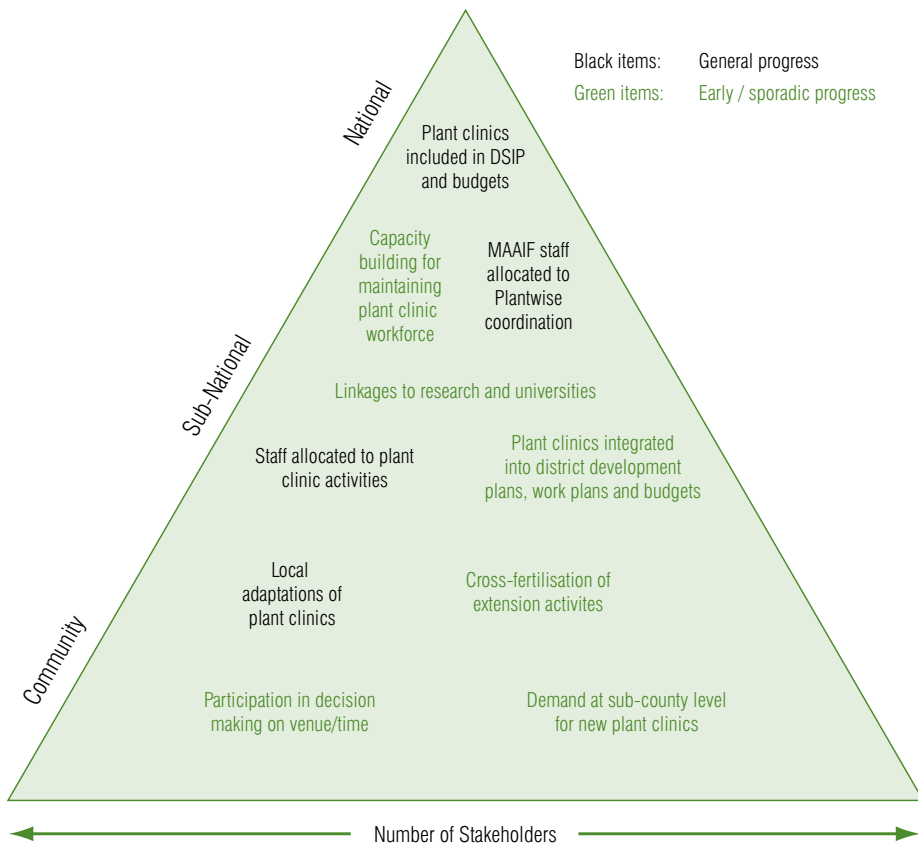 Black items: General progress
Green items: Early / sporadic progress
National
Plant clinics
included in DSIP
and budgets
Capacity
building for
maintaining
plant clinic
workforce
MAAIF staff
allocated to
Plantwise
coordination
Sub-National
Linkages to research and universities
Staff allocated to plant
clinic activities
Plant clinics integrated
into district development
plans, work plans and budgets
Local
adaptations of
plant clinics
Cross-fertilisation of
extension activites
Community
Participation in decision
making on venue/time
Demand at sub-county level
for new plant clinics
Number of Stakeholders